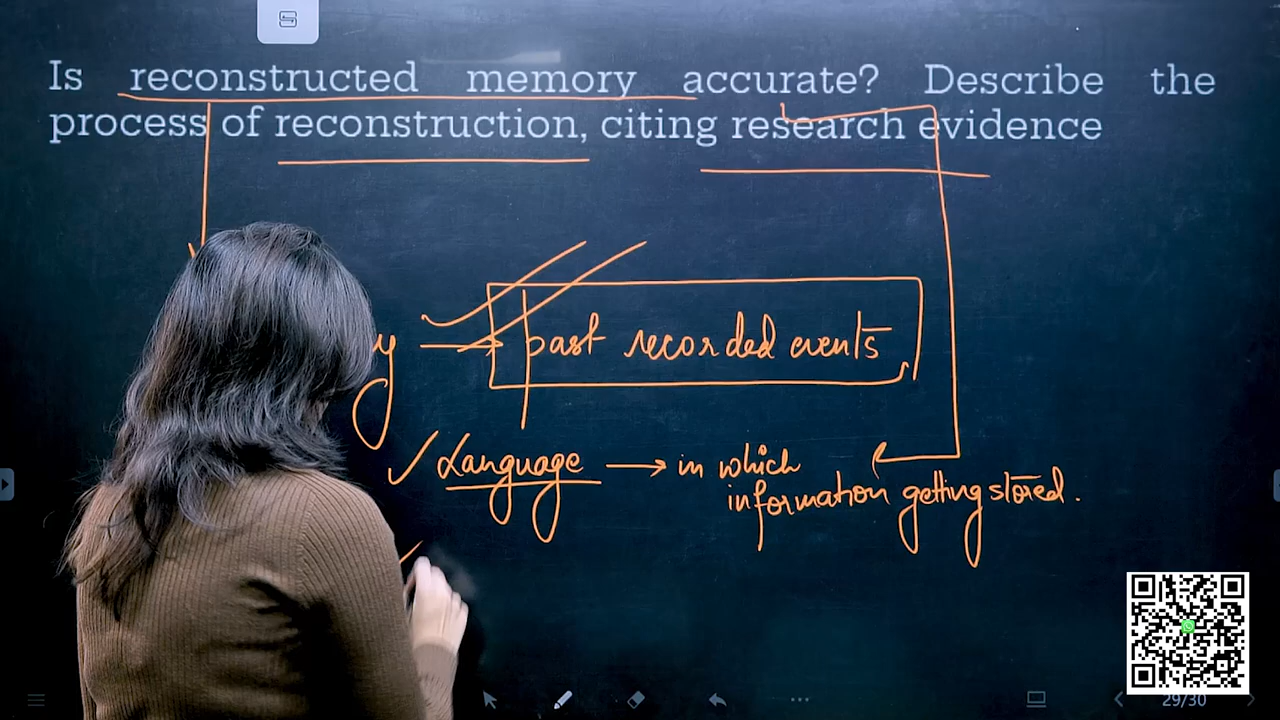 Is reconstructed memory accurate? Describe the
process of reconstruction, citing research evidence
past recorded events
Language → in which
information getting stored.
29/30